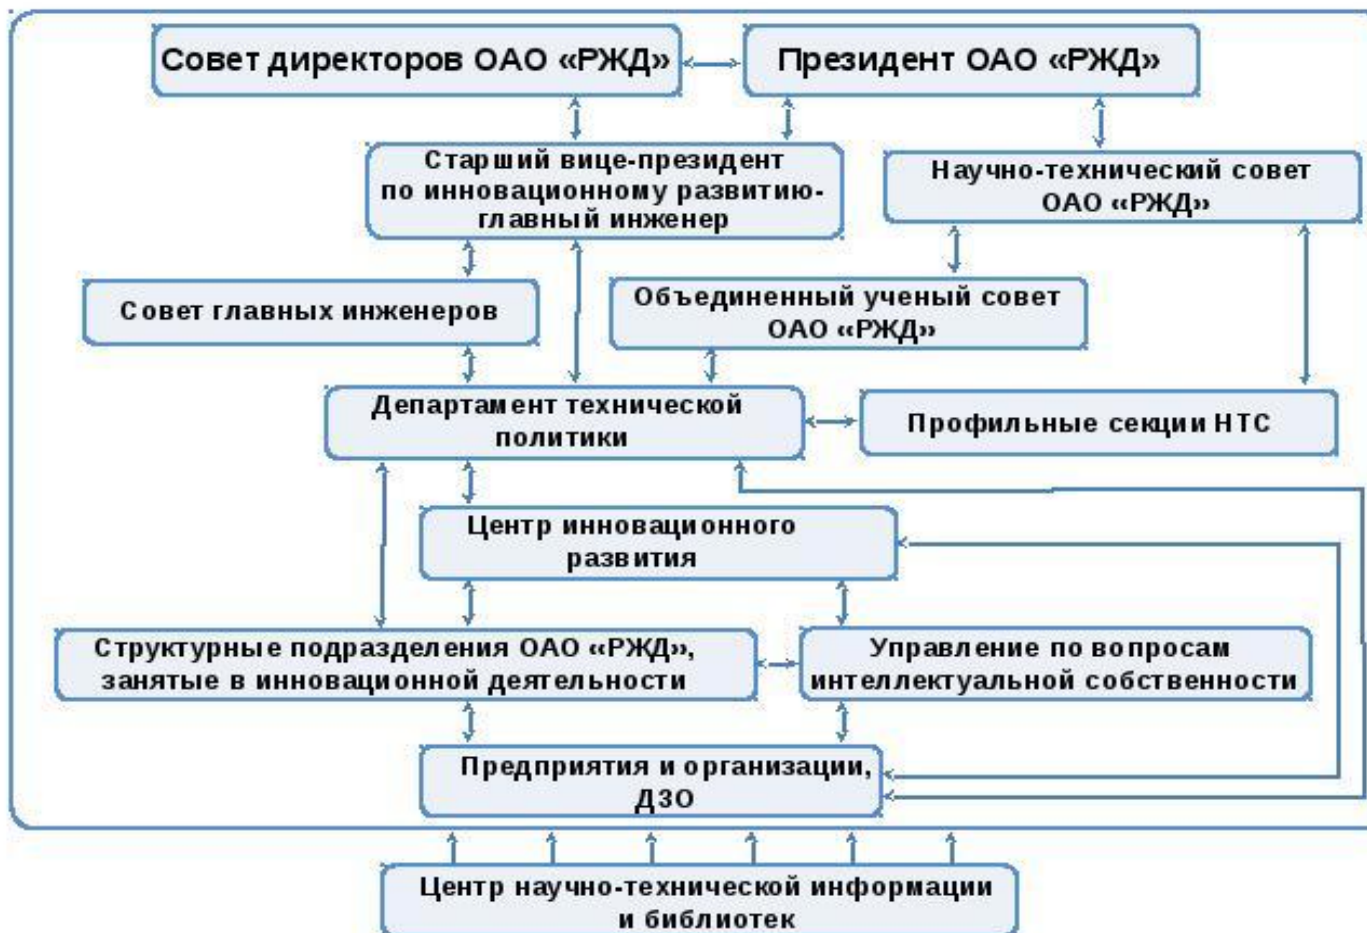 Совет директоров ОАО «РЖД»
Президент ОАО «РЖД»
Старший вице-президент
по инновационному развитию-
главный инженер
Научно-технический совет
ОАО «РЖД»
Совет главных инженеров
Объединенный ученый совет
ОАО «РЖД»
Департамент технической
политики
Профильные секции НТС
Центр инновационного
развития
Структурные подразделения ОАО «РЖД»,
занятые в инновационной деятельности
Управление по вопросам
интеллектуальной собственности
Предприятия и организации,
ДЗО
Центр научно-технической информации
и библиотек